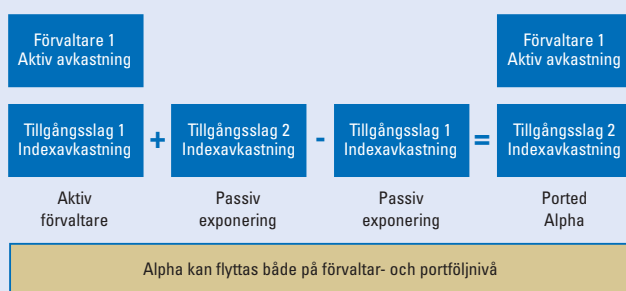 Förvaltare 1
Aktiv avkastning
Förvaltare 1
Aktiv avkastning
Tillgångsslag 1
Indexavkastning
+
Tillgångsslag 2
Indexavkastning
-
Tillgångsslag 1
Indexavkastning
=
Tillgångsslag 2
Indexavkastning
Aktiv
förvaltare
Passiv
exponering
Passiv
exponering
Ported
Alpha
Alpha kan flyttas både på förvaltar- och portföljnivå